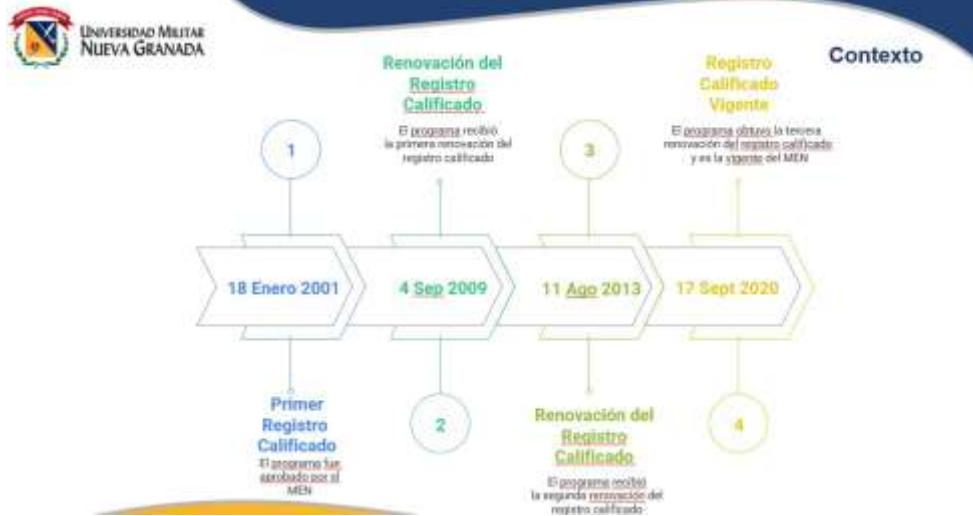 UNIVERSIDAD MILITAR
NUEVA GRANADA
Contexto
1
18 Enero 2001
Primer
Registro
Calificado
El programa fue
aprobado por el
MEN
Renovación del
Registro
Calificado
El programa recibió
la primera renovación del
registro calificado
4 Sep 2009
2
3
11 Ago 2013
Renovación del
Registro
Calificado
El programa recibió
la segunda renovación del
registro calificado
Registro
Calificado
Vigente
El programa obtuvo la tercera
renovación del registro calificado
y es la vigente del MEN
17 Sept 2020
4